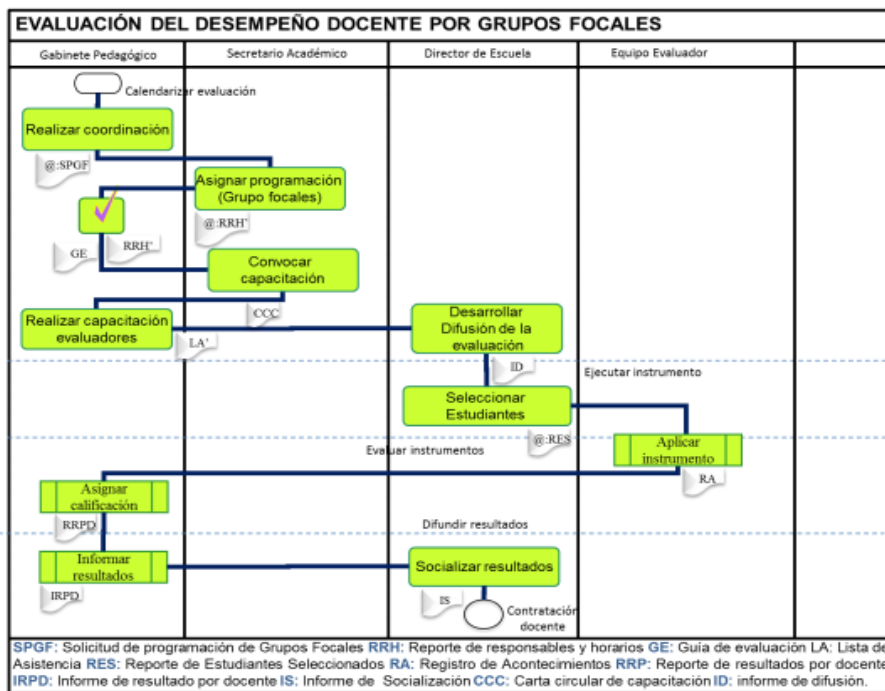 EVALUACIÓN DEL DESEMPEÑO DOCENTE POR GRUPOS FOCALES
Gabinete Pedagógico
Secretario Académico
Director de Escuela
Equipo Evaluador
Calendarizar evaluación
Realizar coordinación
@:SPGF
Asignar programación
(Grupo focales)
@:RRH'
GE
RRH'
Convocar
capacitación
CCC
Realizar capacitación
evaluadores
LA'
Desarrollar
Difusión de la
evaluación
ID
Ejecutar instrumento
Seleccionar
Estudiantes
@:RES
Aplicar
instrumento
RA
Evaluar instrumentos
Asignar
calificación
RRPD
Difundir resultados
Informar
resultados
IRPD
Socializar resultados
IS
Contratación
docente
SPGF: Solicitud de programación de Grupos Focales RRH: Reporte de responsables y horarios GE: Guía de evaluación LA: Lista de
Asistencia RES: Reporte de Estudiantes Seleccionados RA: Registro de Acontecimientos RRP: Reporte de resultados por docente
IRPD: Informe de resultado por docente IS: Informe de Socialización CCC: Carta circular de capacitación ID: informe de difusión.